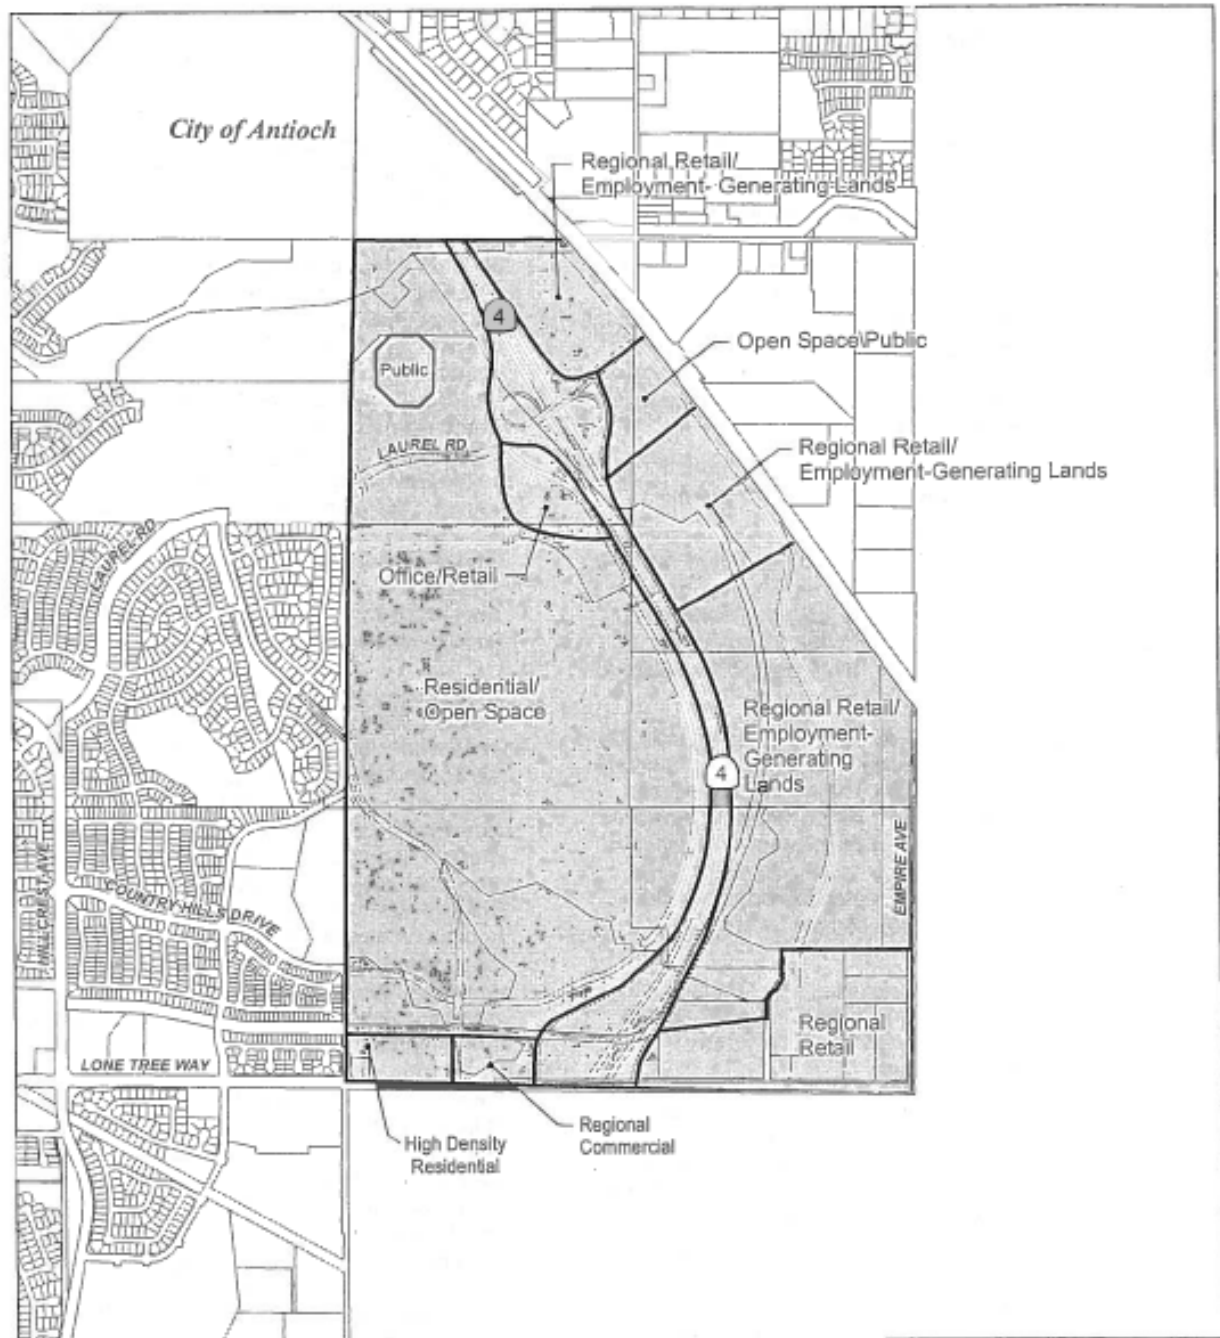 City of Antioch
Regional Retail/
Employment- Generating Lands
4
Open Space\Public
Public
LAUREL RD
Regional Retail/
Employment-Generating Lands
LAUREL RD
Office/Retail
Residential/
Open Space
Regional Retail/
Employment-
Generating
Lands
4
EMPIRE AVE
HILLCREST AVE
COUNTRY HILLS DRIVE
Regional
Retail
LONE TREE WAY
High Density
Residential
Regional
Commercial